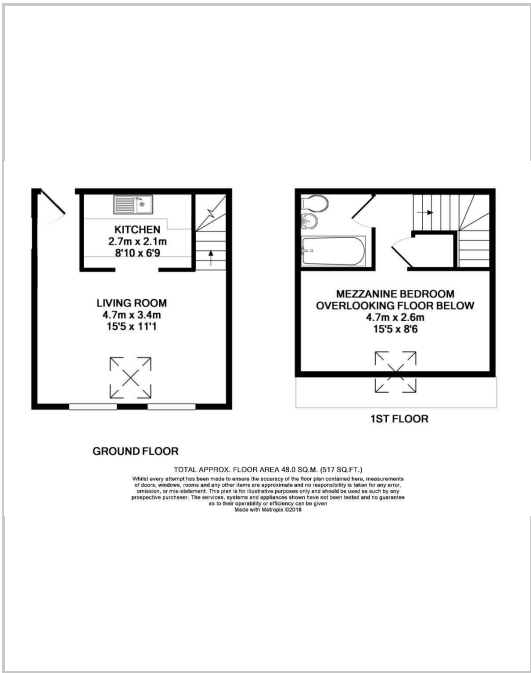 KITCHEN
2.7m x 2.1m
8'10 x 6'9
LIVING ROOM
4.7m x 3.4m
15'5 x 11'1
GROUND FLOOR
MEZZANINE BEDROOM
OVERLOOKING FLOOR BELOW
4.7m x 2.6m
15'5 x 8'6
1ST FLOOR
TOTAL APPROX. FLOOR AREA 48.0 SQ.M. (517 SQ.FT.)
Whilst every attempt has been made to ensure the accuracy of the floor plan contained here, measurements
of doors, windows, rooms and any other items are approximate and no responsibility is taken for any error,
omission, or mis-statement. This plan is for illustrative purposes only and should be used as such by any
prospective purchaser. The services, systems and appliances shown have not been tested and no guarantee
as to their operability or efficiency can be given
Made with Metropix ©2018